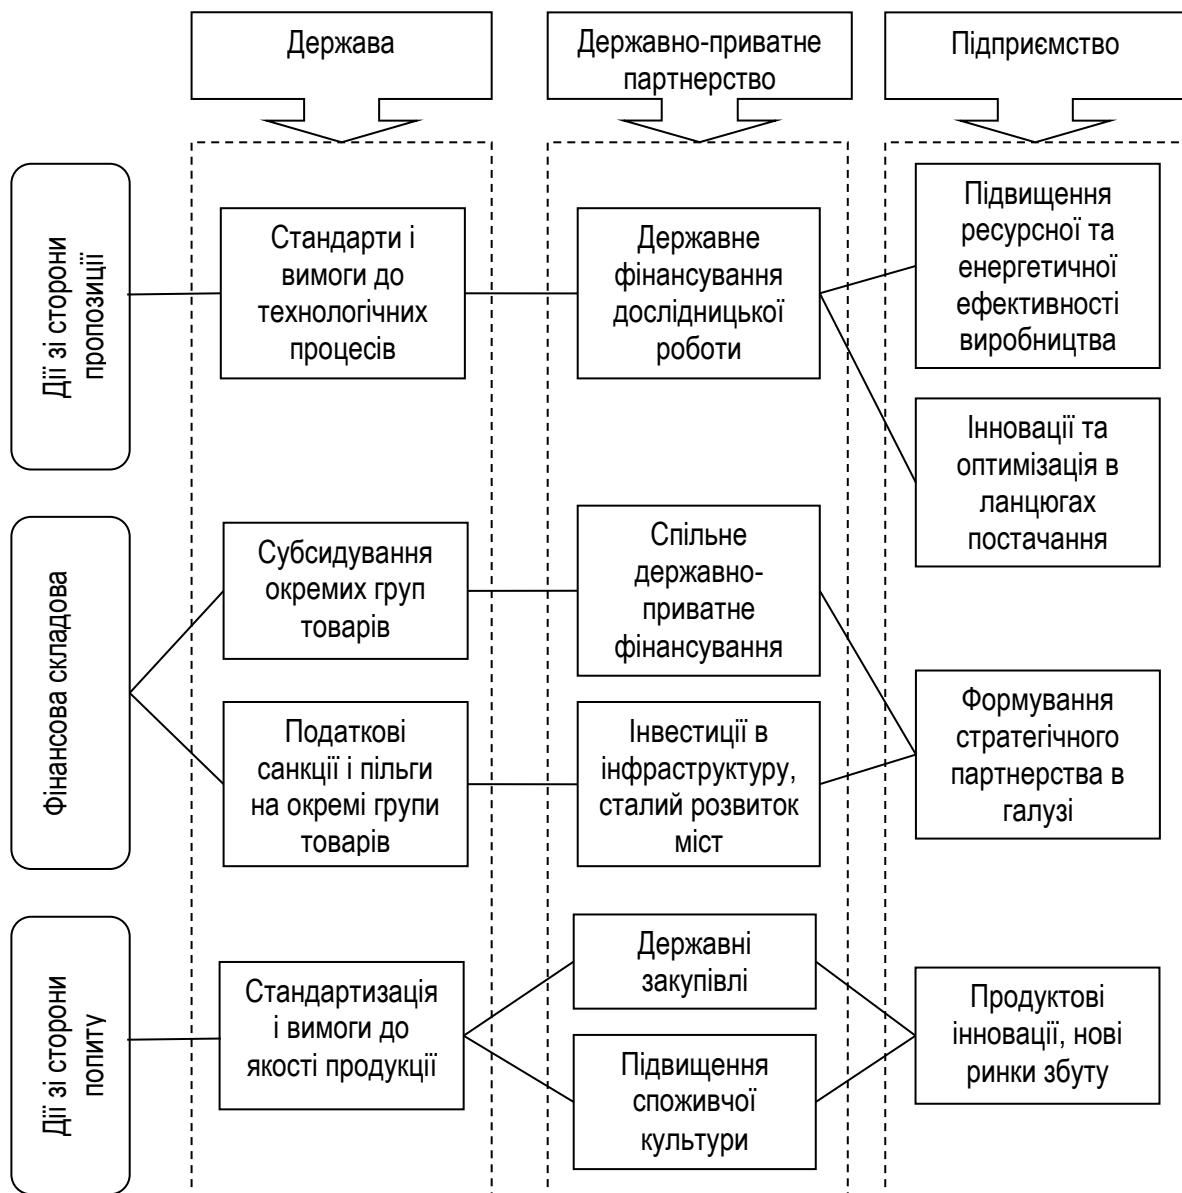 Держава
Державно-приватне
партнерство
Підприємство
Дії зі сторони
пропозиції
Стандарти і
вимоги до
технологічних
процесів
Державне
фінансування
дослідницької
роботи
Підвищення
ресурсної та
енергетичної
ефективності
виробництва
Інновації та
оптимізація в
ланцюгах
постачання
Фінансова складова
Субсидування
окремих груп
товарів
Спільне
державно-
приватне
фінансування
Податкові
санкції і пільги
на окремі групи
товарів
Інвестиції в
інфраструктуру,
сталий розвиток
міст
Формування
стратегічного
партнерства в
галузі
Дії зі сторони
попиту
Стандартизація
і вимоги до
якості продукції
Державні
закупівлі
Підвищення
споживчої
культури
Продуктові
інновації, нові
ринки збуту